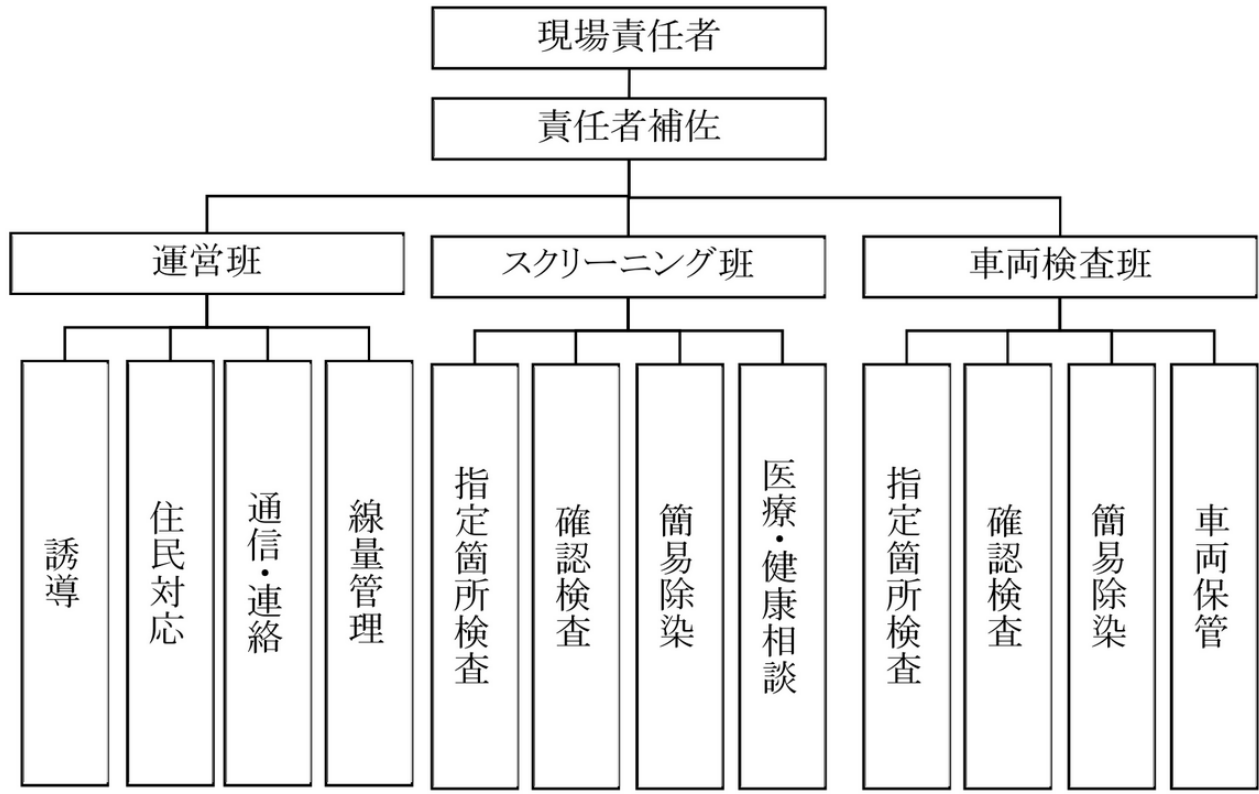 現場責任者
責任者補佐
運営班
スクリーニング班
車両検査班
誘導
住民対応
通信・連絡
線量管理
指定箇所検査
確認検査
簡易除染
医療・健康相談
指定箇所検査
確認検査
簡易除染
車両保管